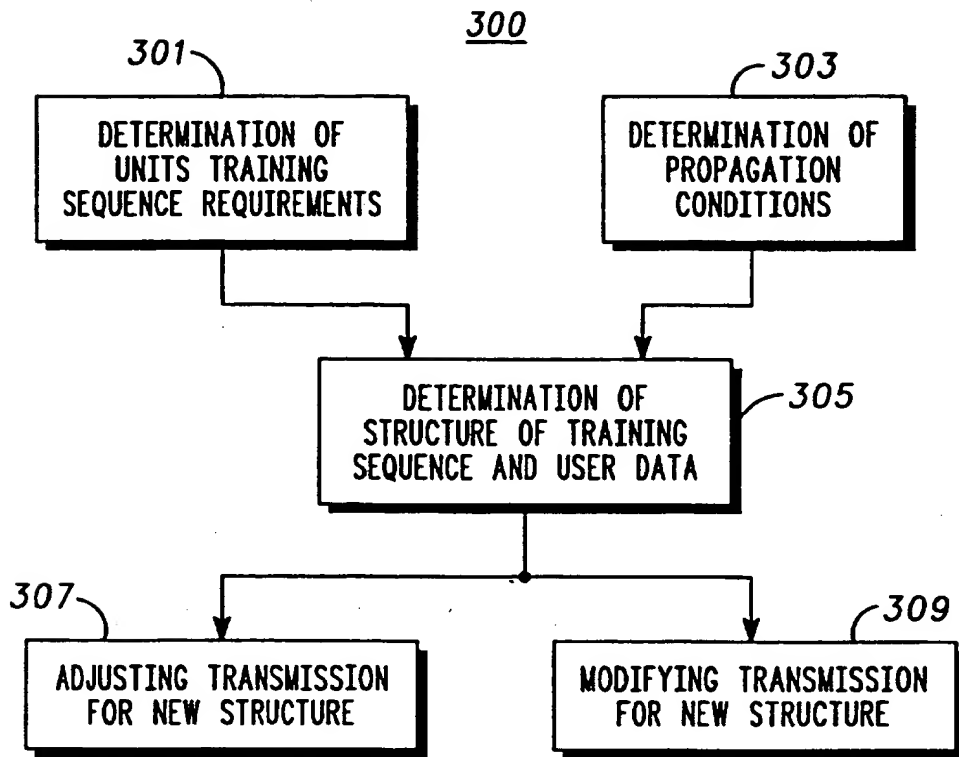 300
301
303
DETERMINATION OF
UNITS TRAINING
SEQUENCE REQUIREMENTS
DETERMINATION OF
PROPAGATION
CONDITIONS
DETERMINATION OF
STRUCTURE OF TRAINING
SEQUENCE AND USER DATA
305
307
309
ADJUSTING TRANSMISSION
FOR NEW STRUCTURE
MODIFYING TRANSMISSION
FOR NEW STRUCTURE